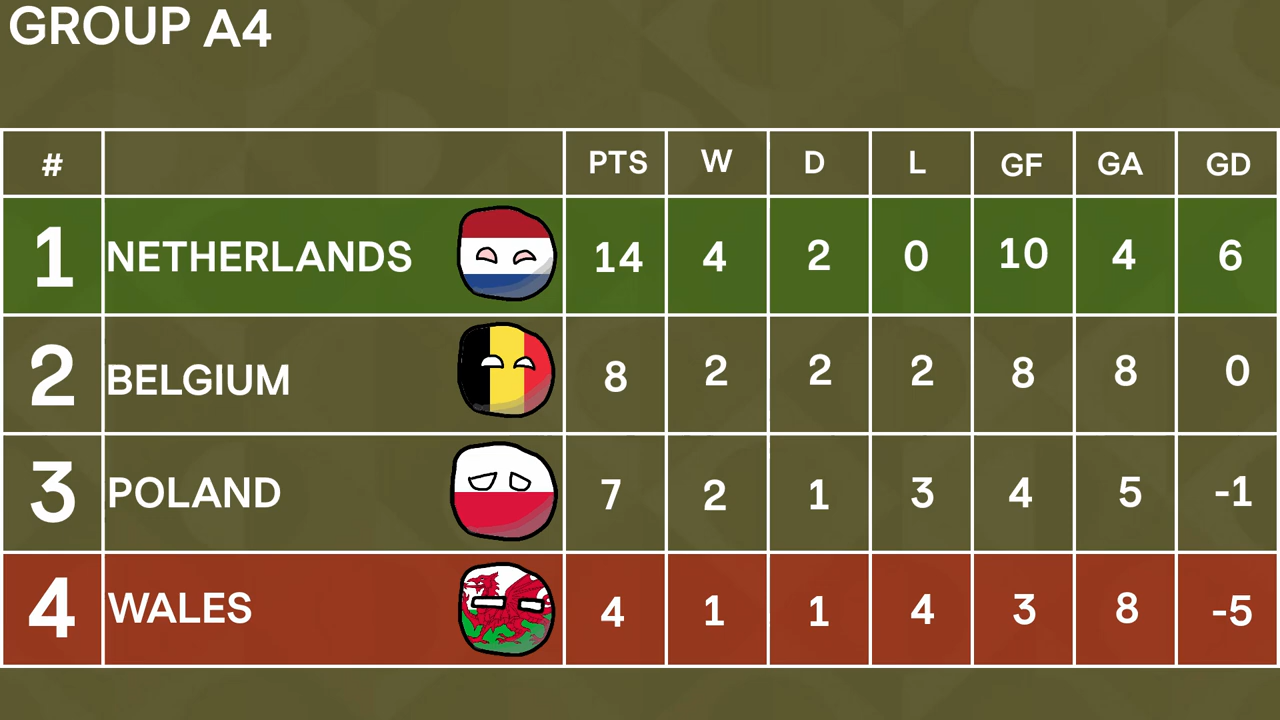 GROUP A4
# PTS W D L GF GA GD
1 NETHERLANDS 14 4 2 0 10 4 6
2 BELGIUM 8 2 2 2 8 8 0
3 POLAND 7 2 1 3 4 5 -1
4 WALES 4 1 1 4 3 8 -5